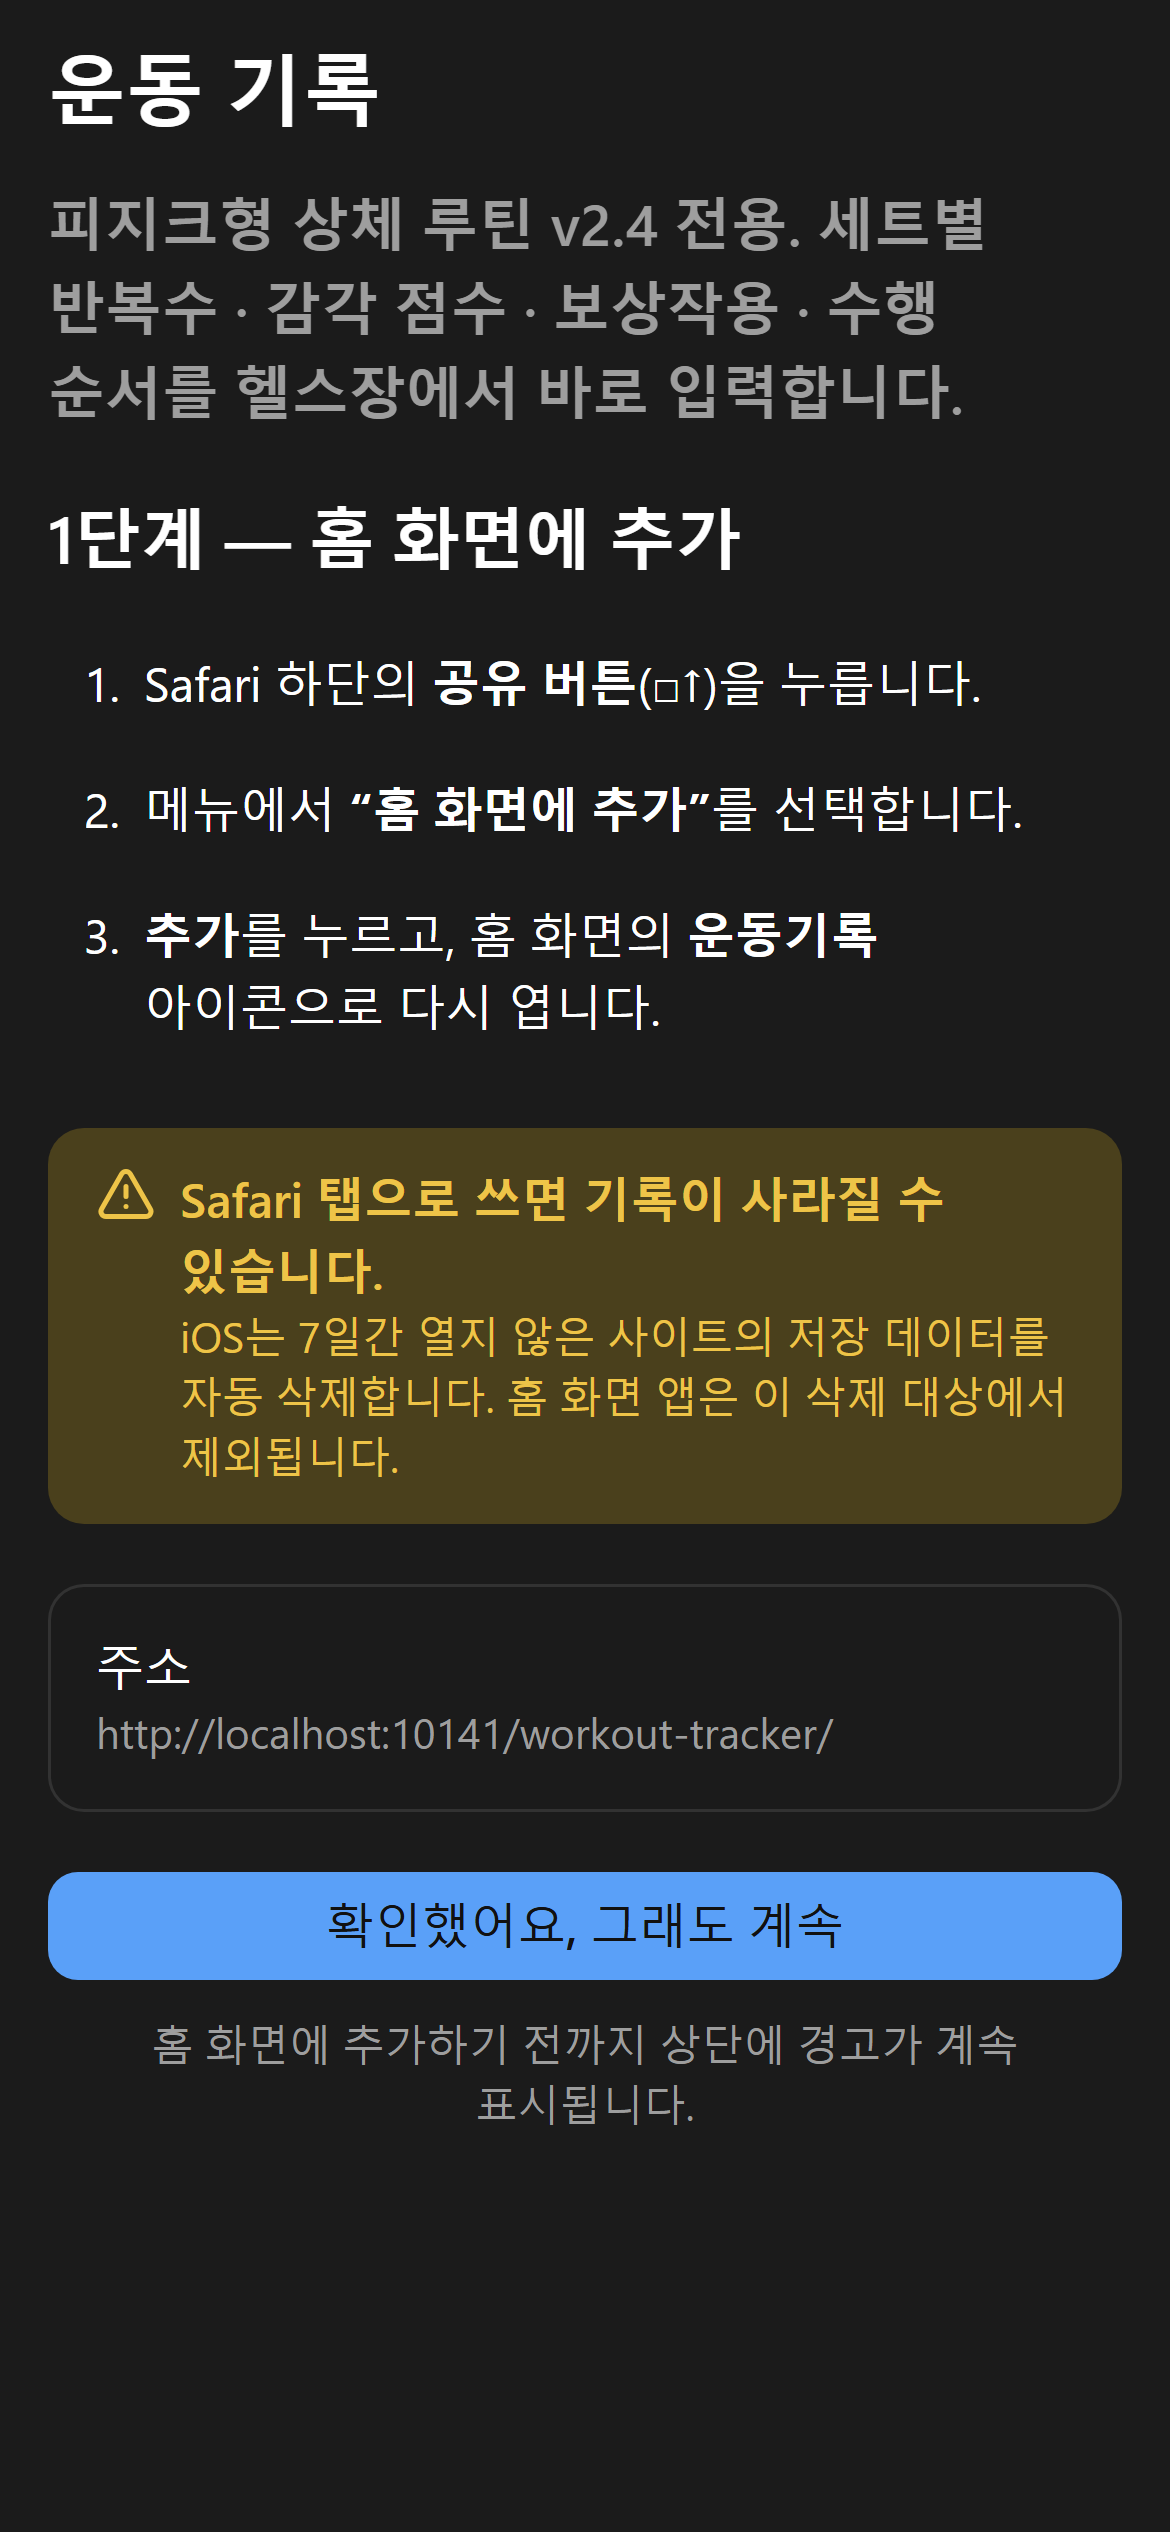 운동 기록
피지크형 상체 루틴 v2.4 전용. 세트별
반복수 · 감각 점수 · 보상작용 · 수행
순서를 헬스장에서 바로 입력합니다.
1단계 — 홈 화면에 추가
1. Safari 하단의 공유 버튼(□↑)을 누릅니다.
2. 메뉴에서 “홈 화면에 추가”를 선택합니다.
3. 추가를 누르고, 홈 화면의 운동기록
아이콘으로 다시 엽니다.
Safari 탭으로 쓰면 기록이 사라질 수
있습니다.
iOS는 7일간 열지 않은 사이트의 저장 데이터를
자동 삭제합니다. 홈 화면 앱은 이 삭제 대상에서
제외됩니다.
주소
http://localhost:10141/workout-tracker/
확인했어요, 그래도 계속
홈 화면에 추가하기 전까지 상단에 경고가 계속
표시됩니다.